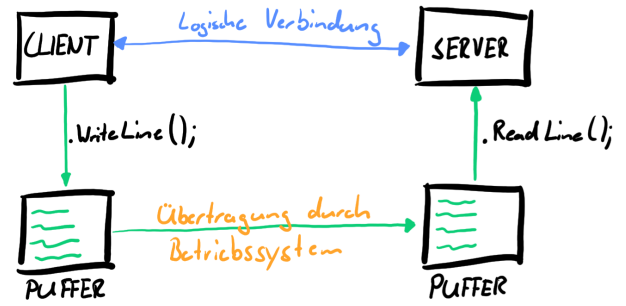 Logische Verbindung
CLIENT
SERVER
.WriteLine();
.ReadLine();
Übertragung durch
Betriebssystem
PUFFER
PUFFER